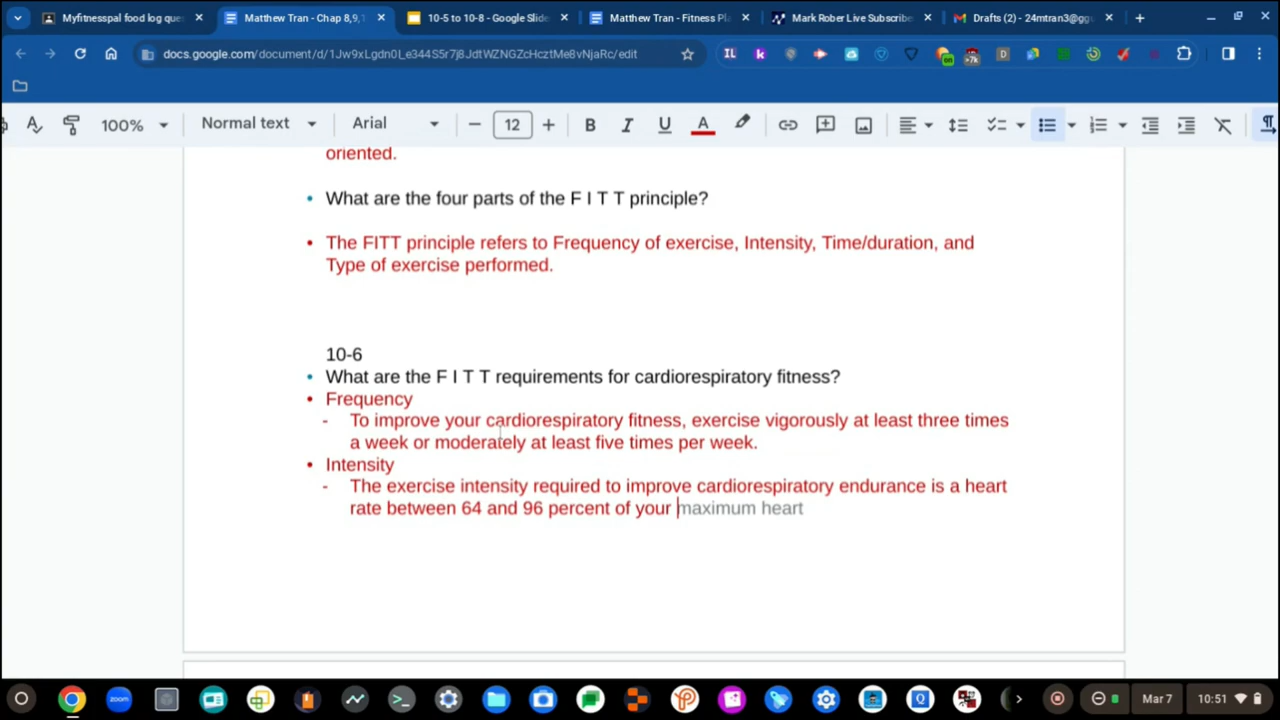 Myfitnesspal food log ques
Matthew Tran - Chap 8,9,1
10-5 to 10-8 - Google Slide
Matthew Tran - Fitness Pl
Mark Rober Live Subscribe
Drafts (2) - 24mtran3@gg
docs.google.com/document/d/1Jw9xLgdn0l_e344S5r7j8JdtWZNGZcHcztMe8vNjaRc/edit
100%
Normal text
Arial
12
oriented.
What are the four parts of the F I T T principle?
The FITT principle refers to Frequency of exercise, Intensity, Time/duration, and
Type of exercise performed.
10-6
What are the F I T T requirements for cardiorespiratory fitness?
Frequency
- To improve your cardiorespiratory fitness, exercise vigorously at least three times
a week or moderately at least five times per week.
Intensity
- The exercise intensity required to improve cardiorespiratory endurance is a heart
rate between 64 and 96 percent of your maximum heart
zoom
Mar 7
10:51